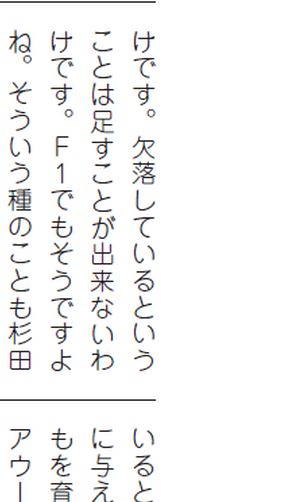 けです。欠落しているという
ことは足すことが出来ないわ
けです。F1でもそうですよ
ね。そういう種のことも杉田
いると
に与え
もを育
アウー